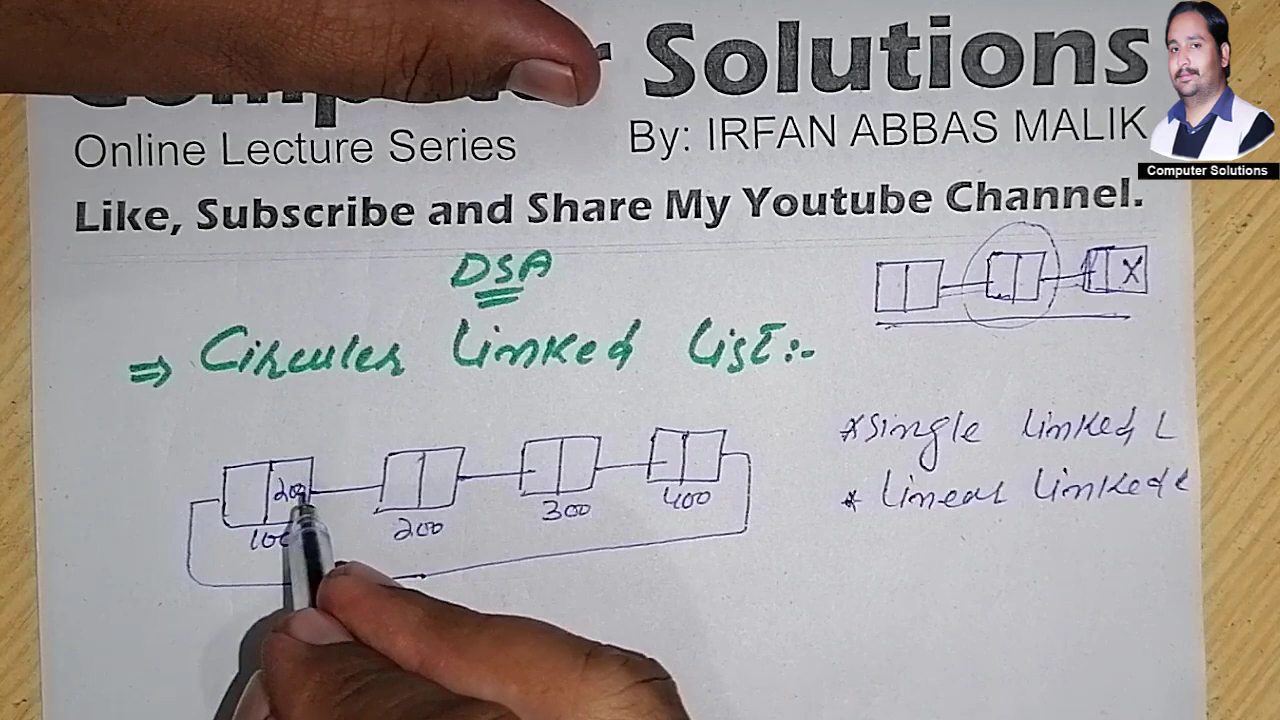 Solutions
Online Lecture Series
By: IRFAN ABBAS MALIK
Computer Solutions
Like, Subscribe and Share My Youtube Channel.
DSA
X
⇒ Circuler Linked List:-
*Single Linked L
* Linear Linked L
200
100
200
300
400